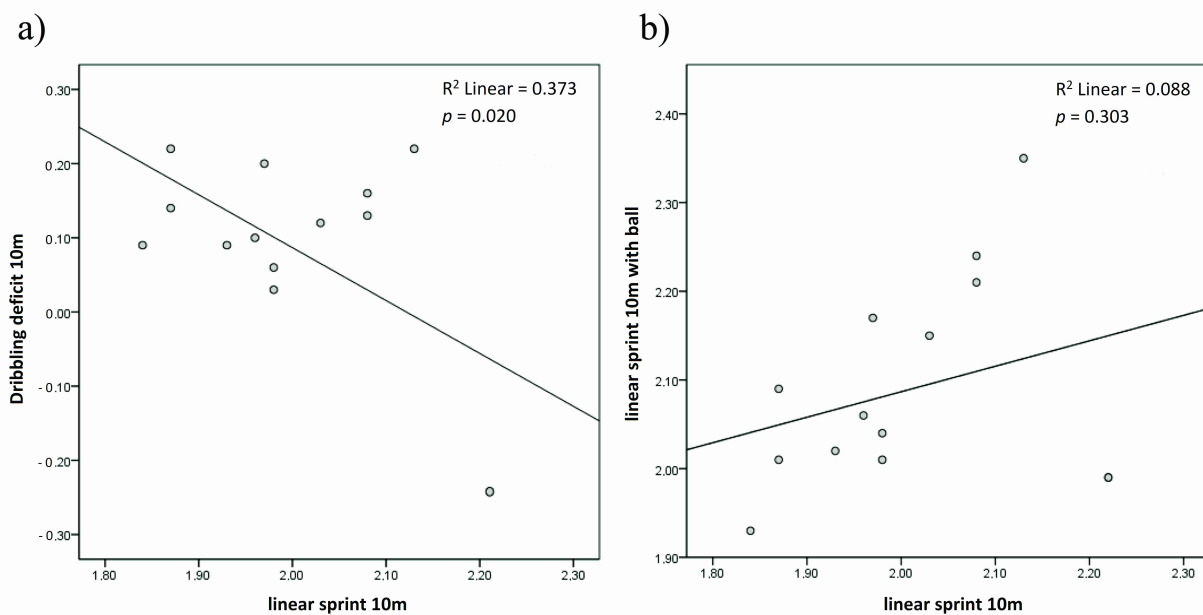 a)
R² Linear = 0.373
p = 0.020
Dribbling deficit 10m
0.30
0.20
0.10
0.00
- 0.10
- 0.20
- 0.30
1.80 1.90 2.00 2.10 2.20 2.30
linear sprint 10m
b)
R² Linear = 0.088
p = 0.303
linear sprint 10m with ball
2.40
2.30
2.20
2.10
2.00
1.90
1.80 1.90 2.00 2.10 2.20 2.30
linear sprint 10m